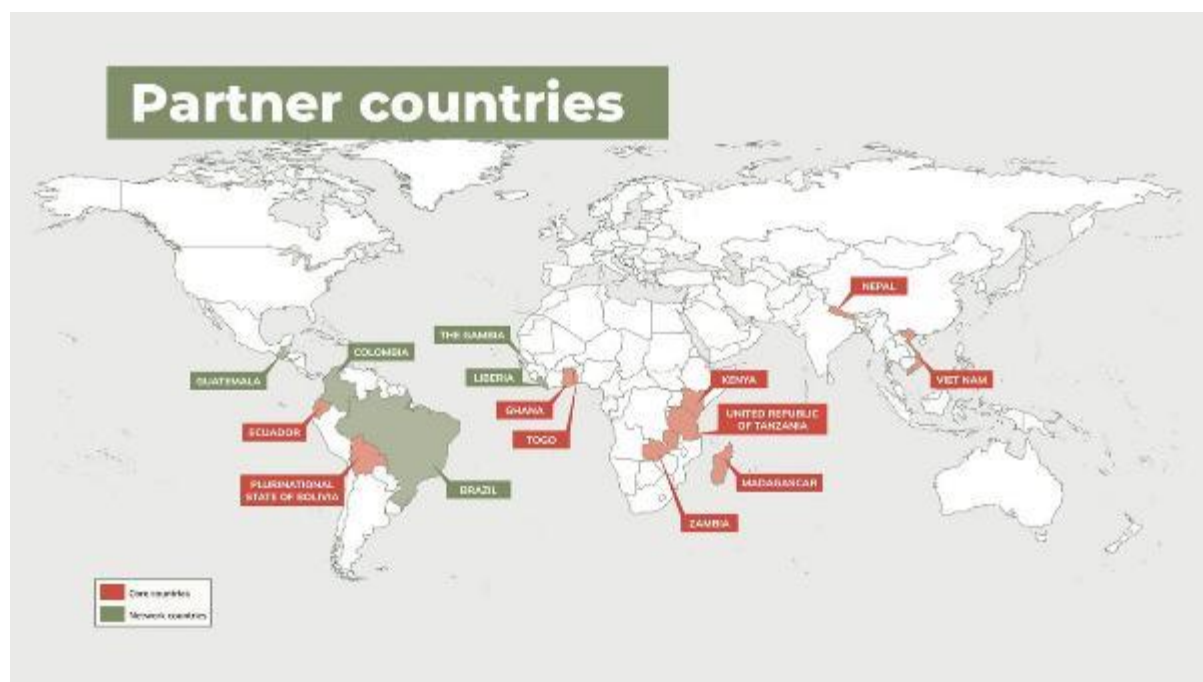 Partner countries
NEPAL
THE GAMBIA
COLOMBIA
GUATEMALA
LIBERIA
KENYA
VIET NAM
GHANA
UNITED REPUBLIC
OF TANZANIA
ECUADOR
TOGO
PLURINATIONAL
STATE OF BOLIVIA
BRAZIL
MADAGASCAR
ZAMBIA
Core countries
Network countries